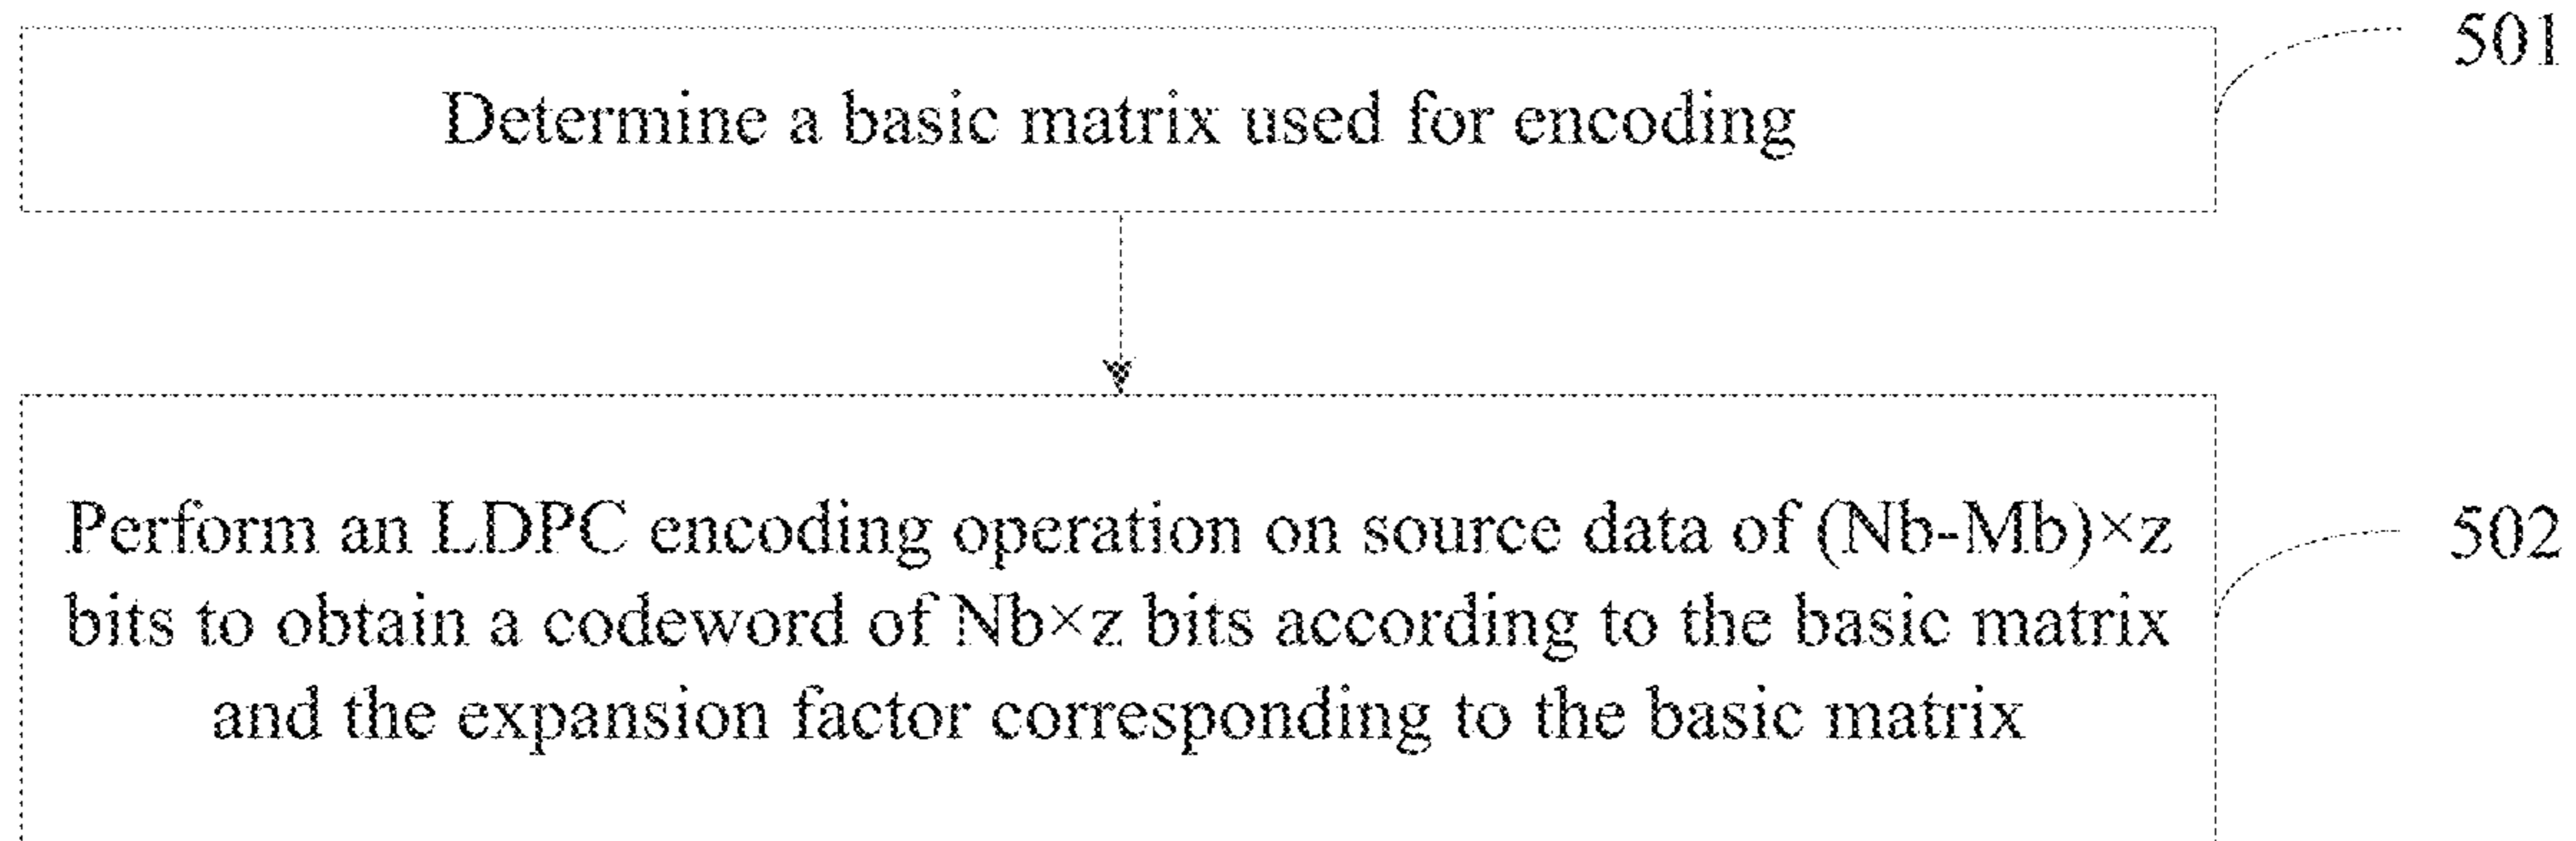 501
Determine a basic matrix used for encoding
Perform an LDPC encoding operation on source data of (Nb-Mb)×z
502
bits to obtain a codeword of Nb×z bits according to the basic matrix
and the expansion factor corresponding to the basic matrix